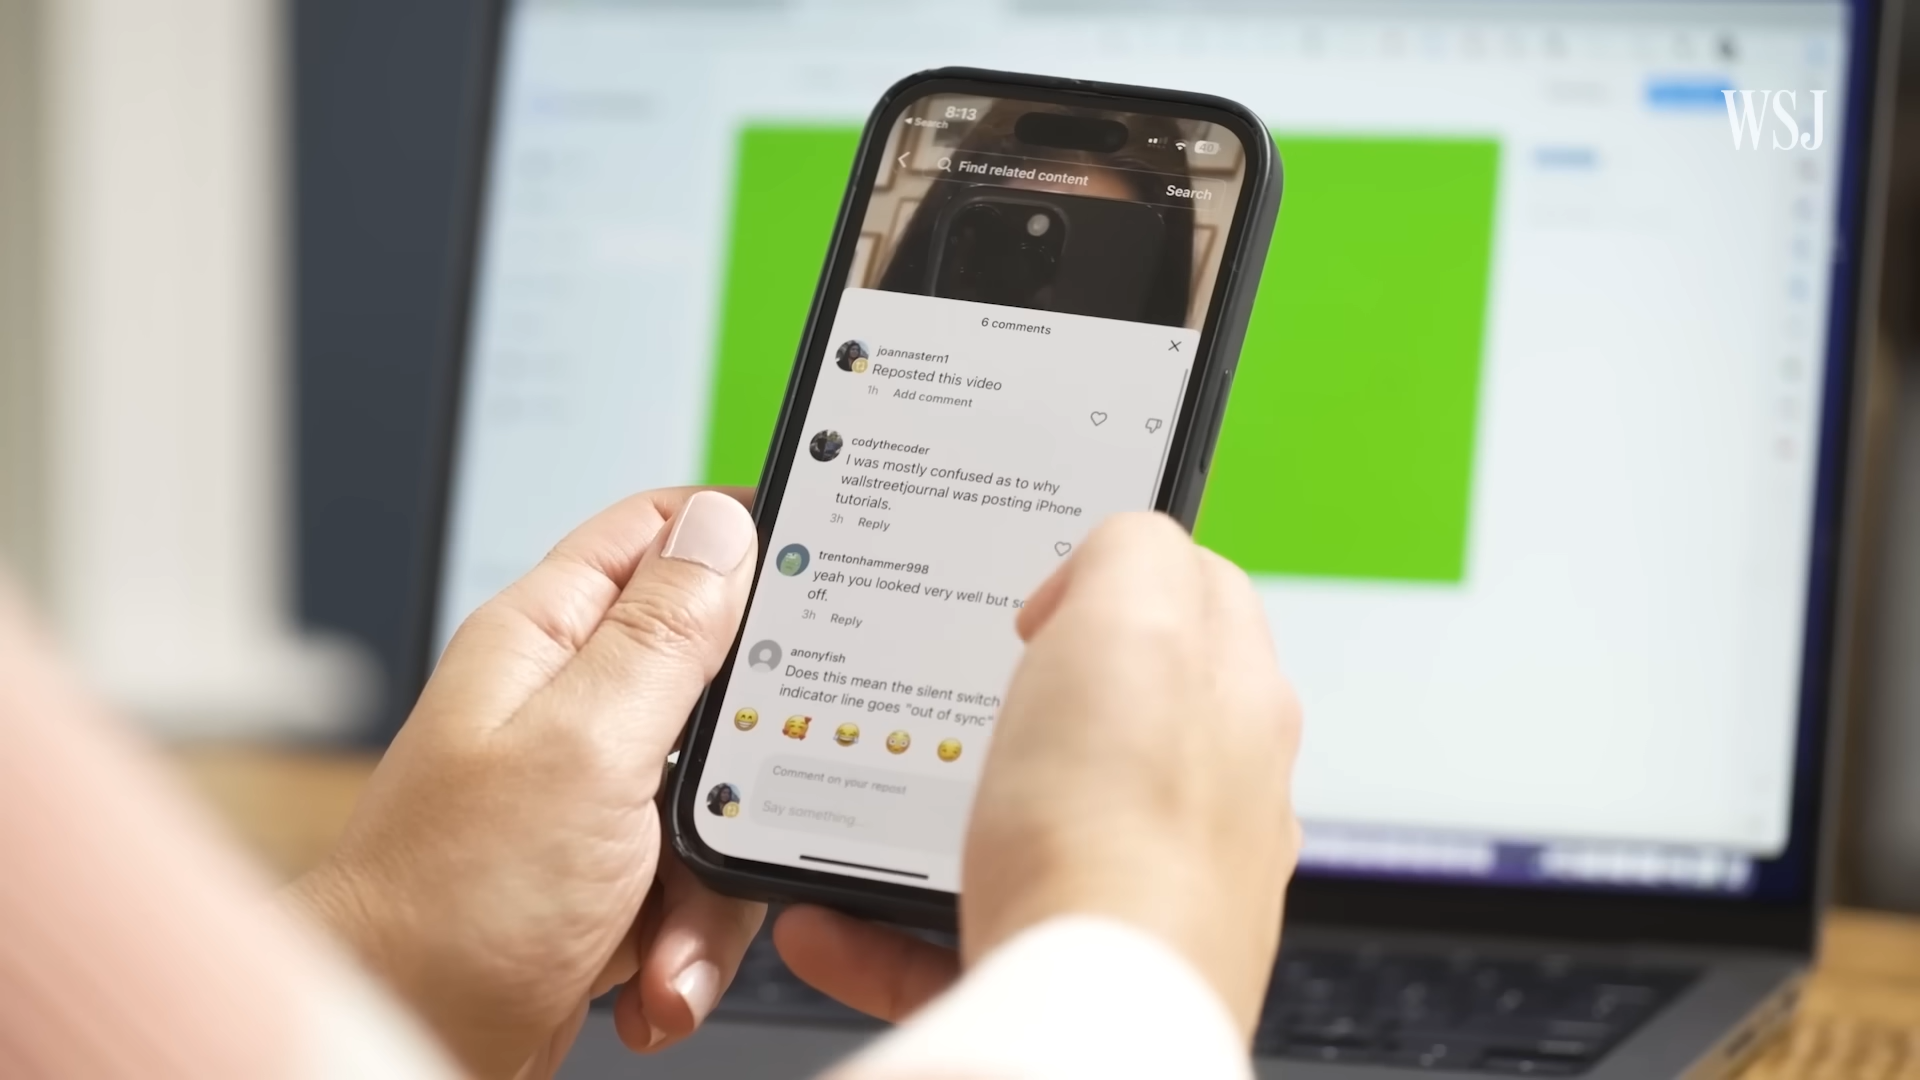 WSJ
8:13
Search
40
Find related content
Search
6 comments
joannastern1
Reposted this video
1h Add comment
codythecoder
I was mostly confused as to why
wallstreetjournal was posting iPhone
tutorials.
3h Reply
trentonhammer998
yeah you looked very well but
off.
3h Reply
anonyfish
Does this mean the silent switch
indicator line goes "out of sync"
Comment on your repost
Say something...